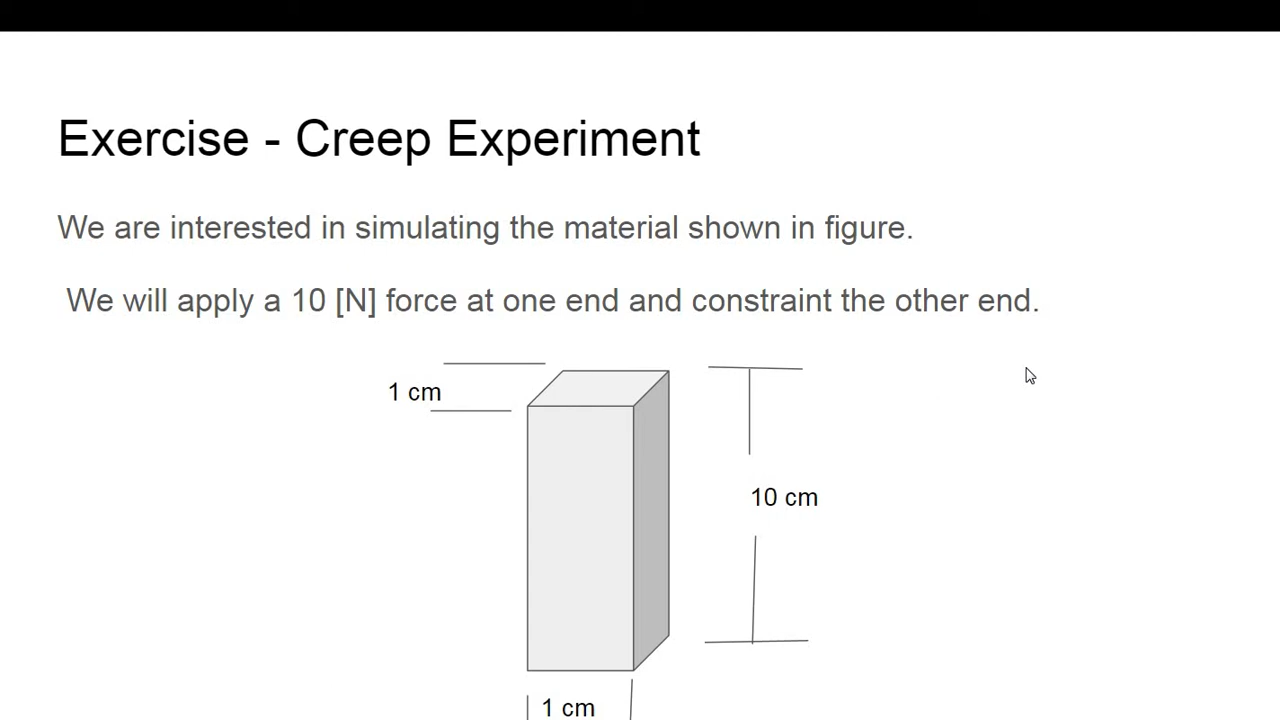 Exercise - Creep Experiment
We are interested in simulating the material shown in figure.
We will apply a 10 [N] force at one end and constraint the other end.
1 cm
10 cm
1 cm